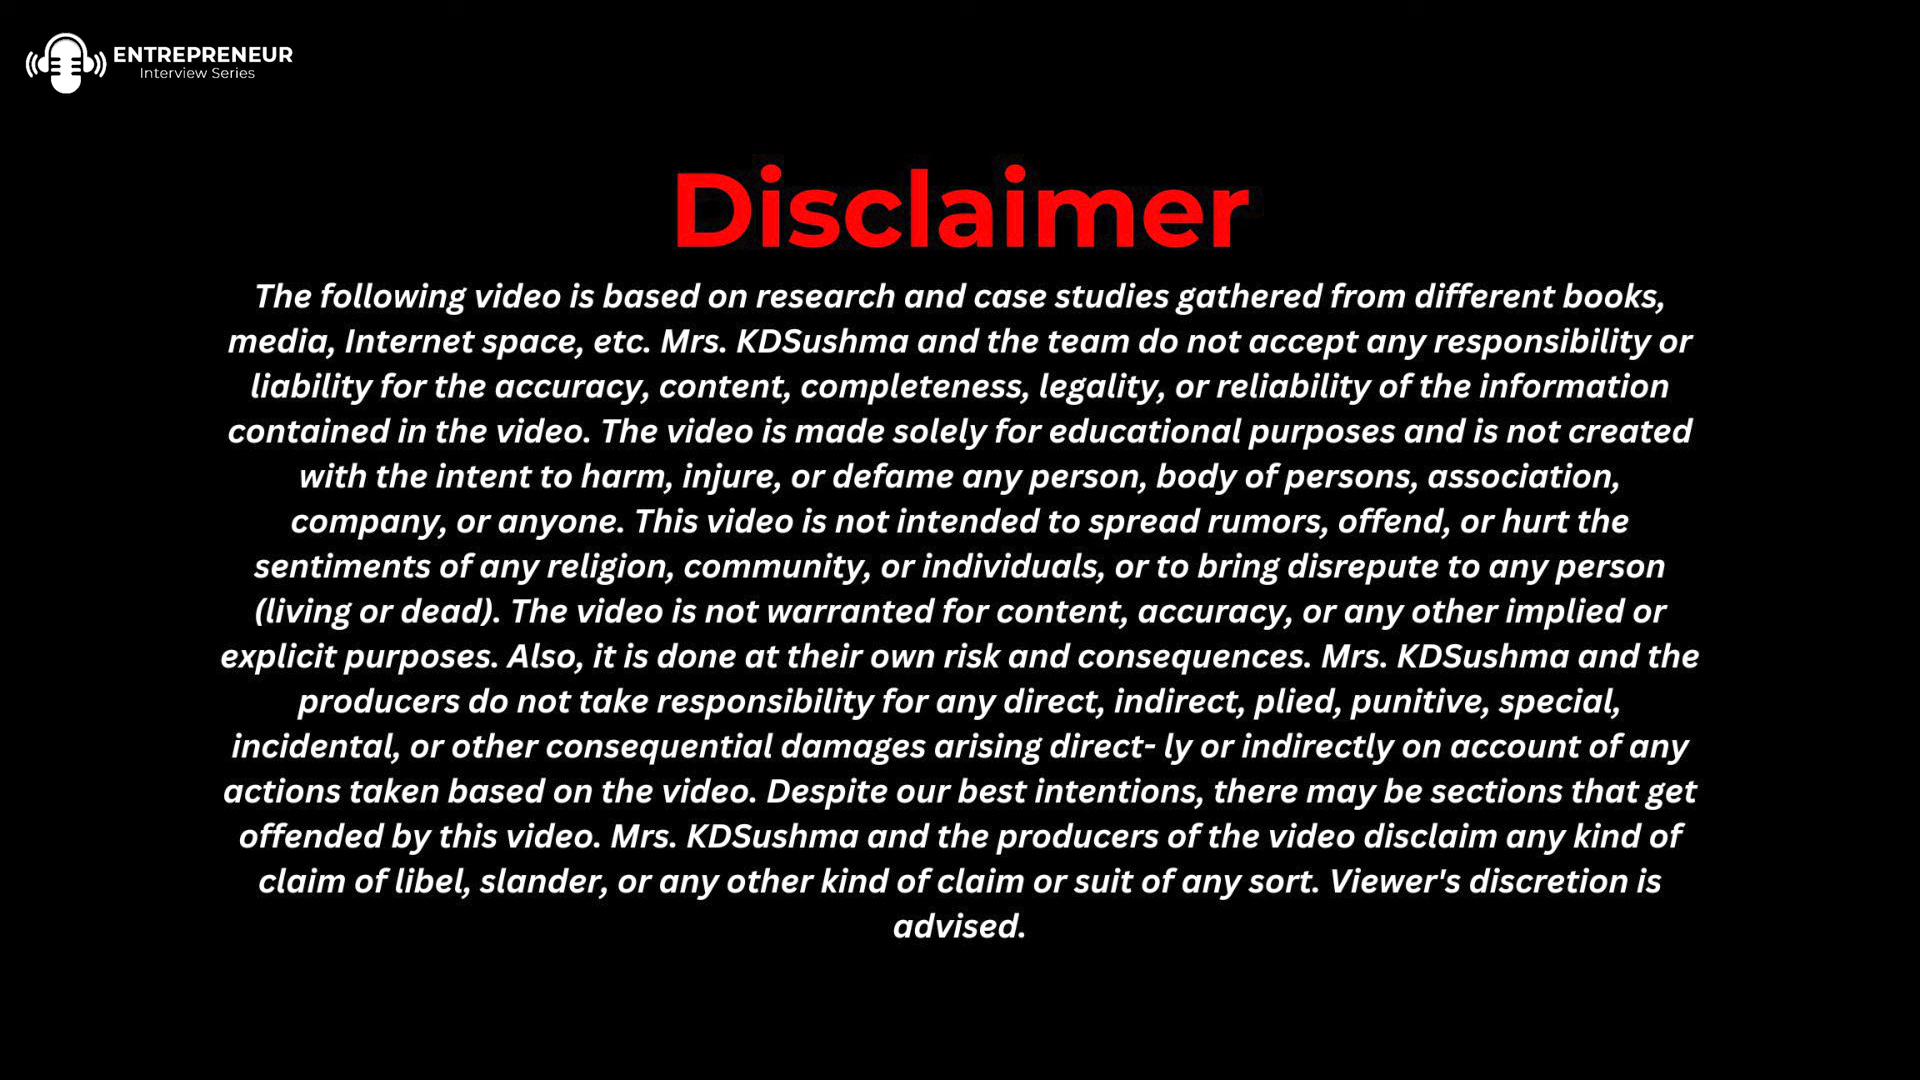 ENTREPRENEUR
Interview Series
Disclaimer
The following video is based on research and case studies gathered from different books,
media, Internet space, etc. Mrs. KDSushma and the team do not accept any responsibility or
liability for the accuracy, content, completeness, legality, or reliability of the information
contained in the video. The video is made solely for educational purposes and is not created
with the intent to harm, injure, or defame any person, body of persons, association,
company, or anyone. This video is not intended to spread rumors, offend, or hurt the
sentiments of any religion, community, or individuals, or to bring disrepute to any person
(living or dead). The video is not warranted for content, accuracy, or any other implied or
explicit purposes. Also, it is done at their own risk and consequences. Mrs. KDSushma and the
producers do not take responsibility for any direct, indirect, plied, punitive, special,
incidental, or other consequential damages arising direct- ly or indirectly on account of any
actions taken based on the video. Despite our best intentions, there may be sections that get
offended by this video. Mrs. KDSushma and the producers of the video disclaim any kind of
claim of libel, slander, or any other kind of claim or suit of any sort. Viewer's discretion is
advised.